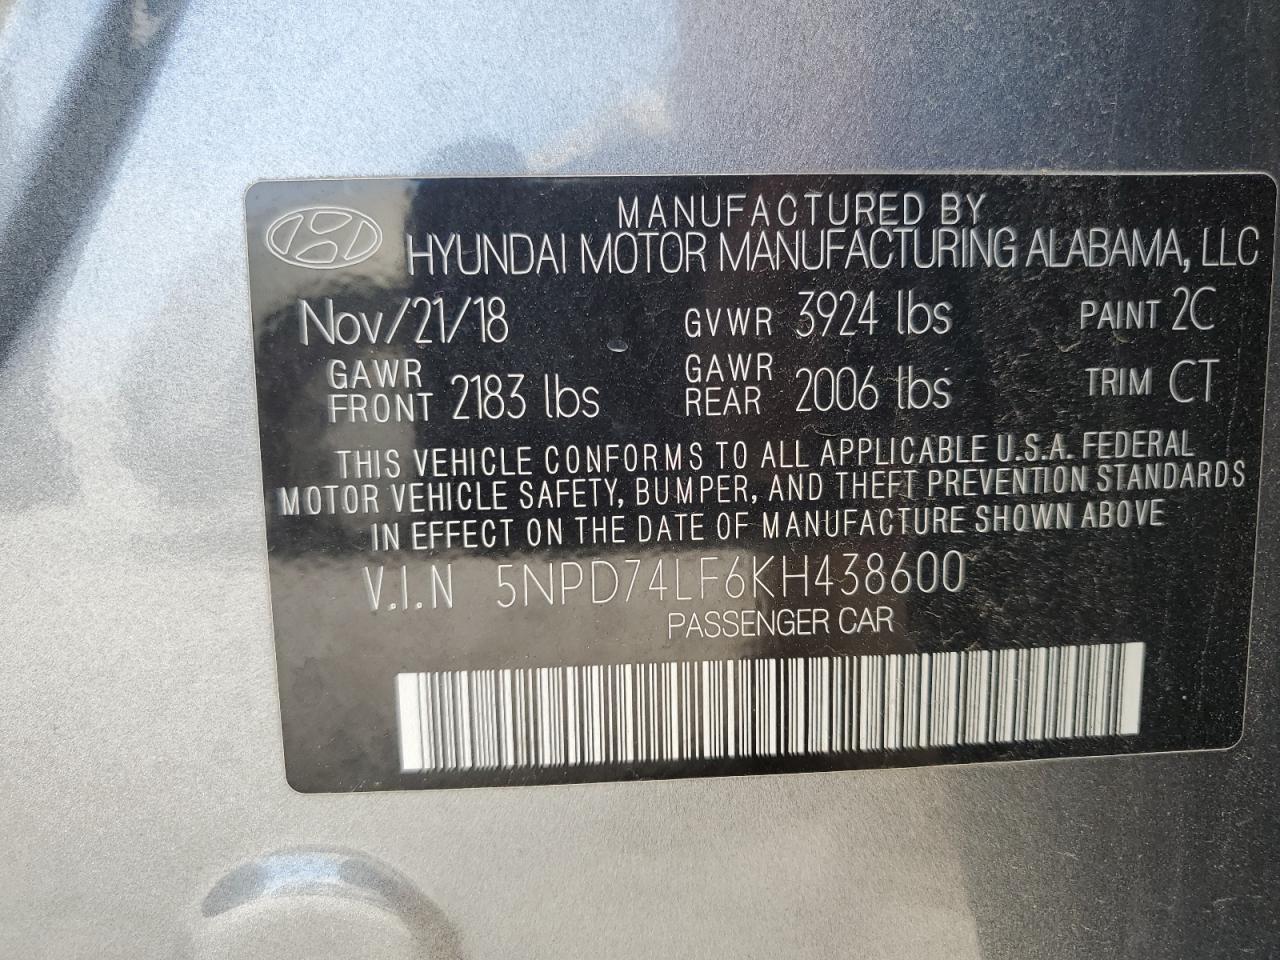 MANUFACTURED BY
HYUNDAI MOTOR MANUFACTURING ALABAMA, LLC
Nov/21/18 GVWR 3924 lbs PAINT 2C
GAWR FRONT 2183 lbs GAWR REAR 2006 lbs TRIM CT
THIS VEHICLE CONFORMS TO ALL APPLICABLE U.S.A. FEDERAL
MOTOR VEHICLE SAFETY, BUMPER, AND THEFT PREVENTION STANDARDS
IN EFFECT ON THE DATE OF MANUFACTURE SHOWN ABOVE
V.I.N 5NPD74LF6KH438600
PASSENGER CAR